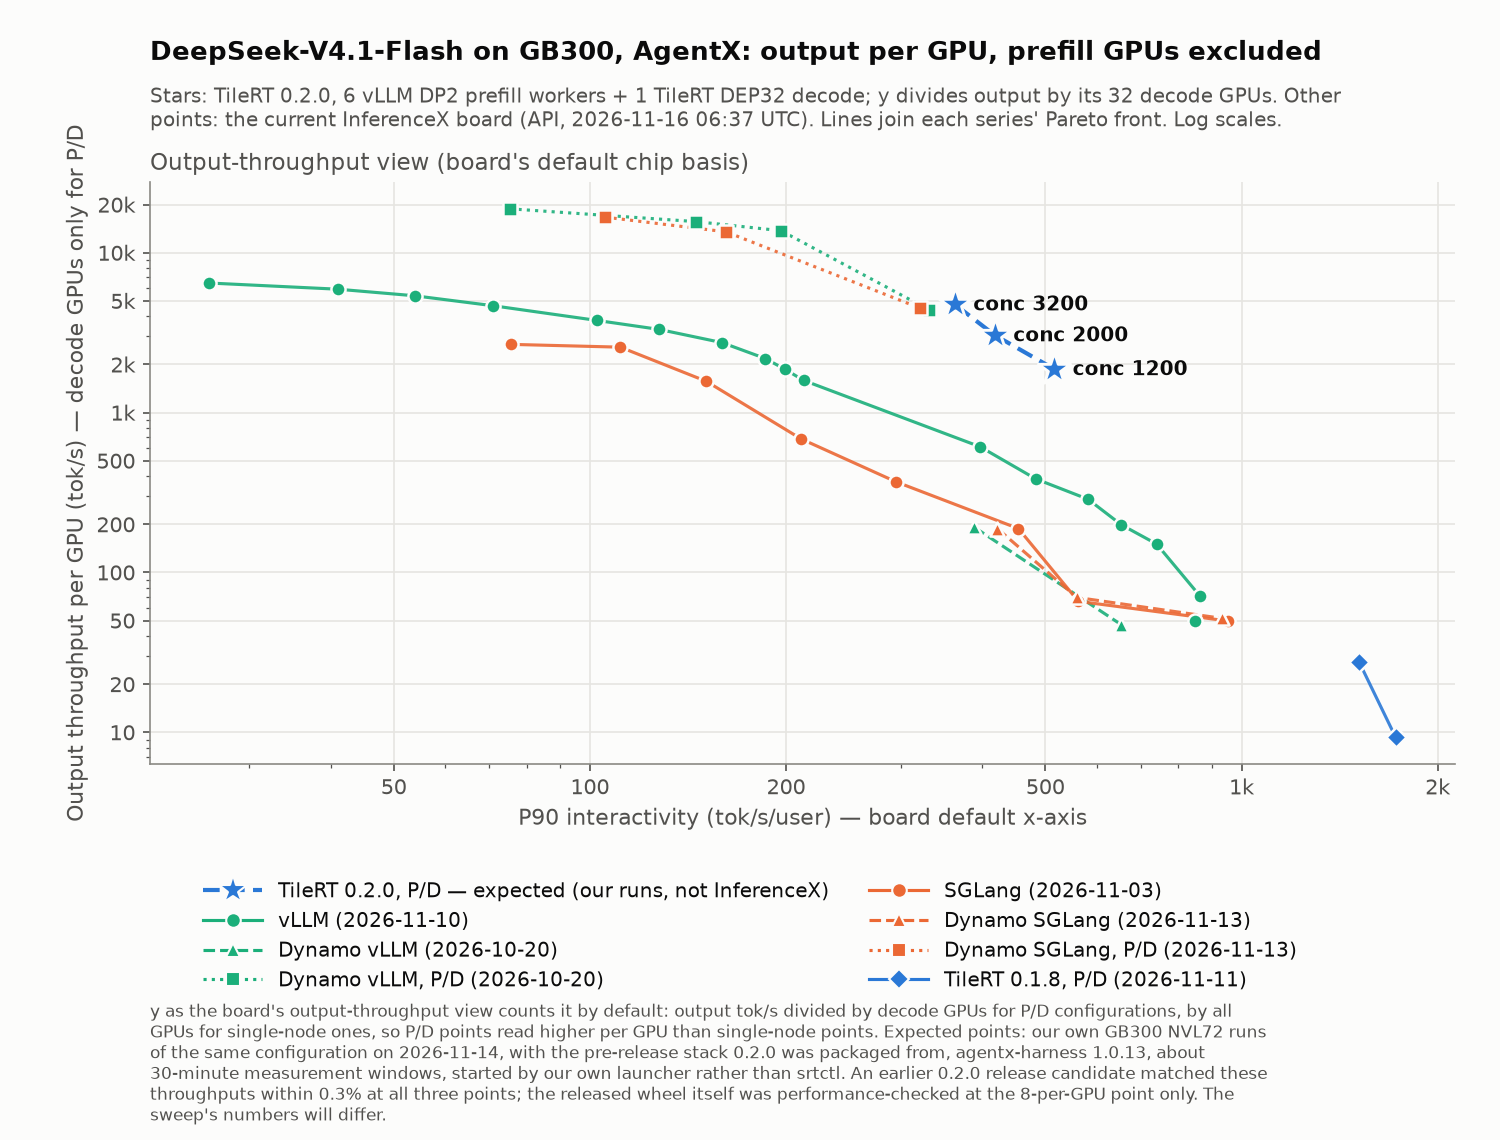 DeepSeek-V4.1-Flash on GB300, AgentX: output per GPU, prefill GPUs excluded
Stars: TileRT 0.2.0, 6 vLLM DP2 prefill workers + 1 TileRT DEP32 decode; y divides output by its 32 decode GPUs. Other
points: the current InferenceX board (API, 2026-11-16 06:37 UTC). Lines join each series' Pareto front. Log scales.
Output-throughput view (board's default chip basis)
Output throughput per GPU (tok/s) — decode GPUs only for P/D
20k
10k
5k
2k
1k
500
200
100
50
20
10
conc 3200
conc 2000
conc 1200
50
100
200
500
1k
2k
P90 interactivity (tok/s/user) — board default x-axis
TileRT 0.2.0, P/D — expected (our runs, not InferenceX)
vLLM (2026-11-10)
Dynamo vLLM (2026-10-20)
Dynamo vLLM, P/D (2026-10-20)
SGLang (2026-11-03)
Dynamo SGLang (2026-11-13)
Dynamo SGLang, P/D (2026-11-13)
TileRT 0.1.8, P/D (2026-11-11)
y as the board's output-throughput view counts it by default: output tok/s divided by decode GPUs for P/D configurations, by all
GPUs for single-node ones, so P/D points read higher per GPU than single-node points. Expected points: our own GB300 NVL72 runs
of the same configuration on 2026-11-14, with the pre-release stack 0.2.0 was packaged from, agentx-harness 1.0.13, about
30-minute measurement windows, started by our own launcher rather than srtctl. An earlier 0.2.0 release candidate matched these
throughputs within 0.3% at all three points; the released wheel itself was performance-checked at the 8-per-GPU point only. The
sweep's numbers will differ.